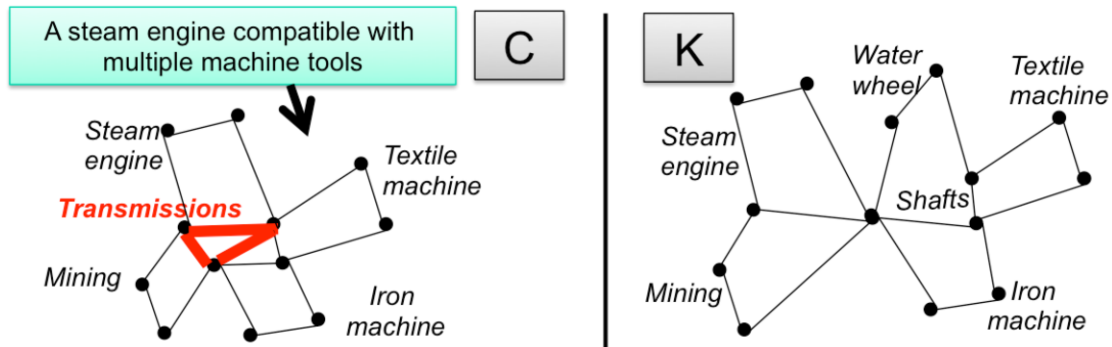 A steam engine compatible with
multiple machine tools
C
Steam
engine
Textile
machine
Transmissions
Mining
Iron
machine
K
Water
wheel
Textile
machine
Steam
engine
Shafts
Mining
Iron
machine